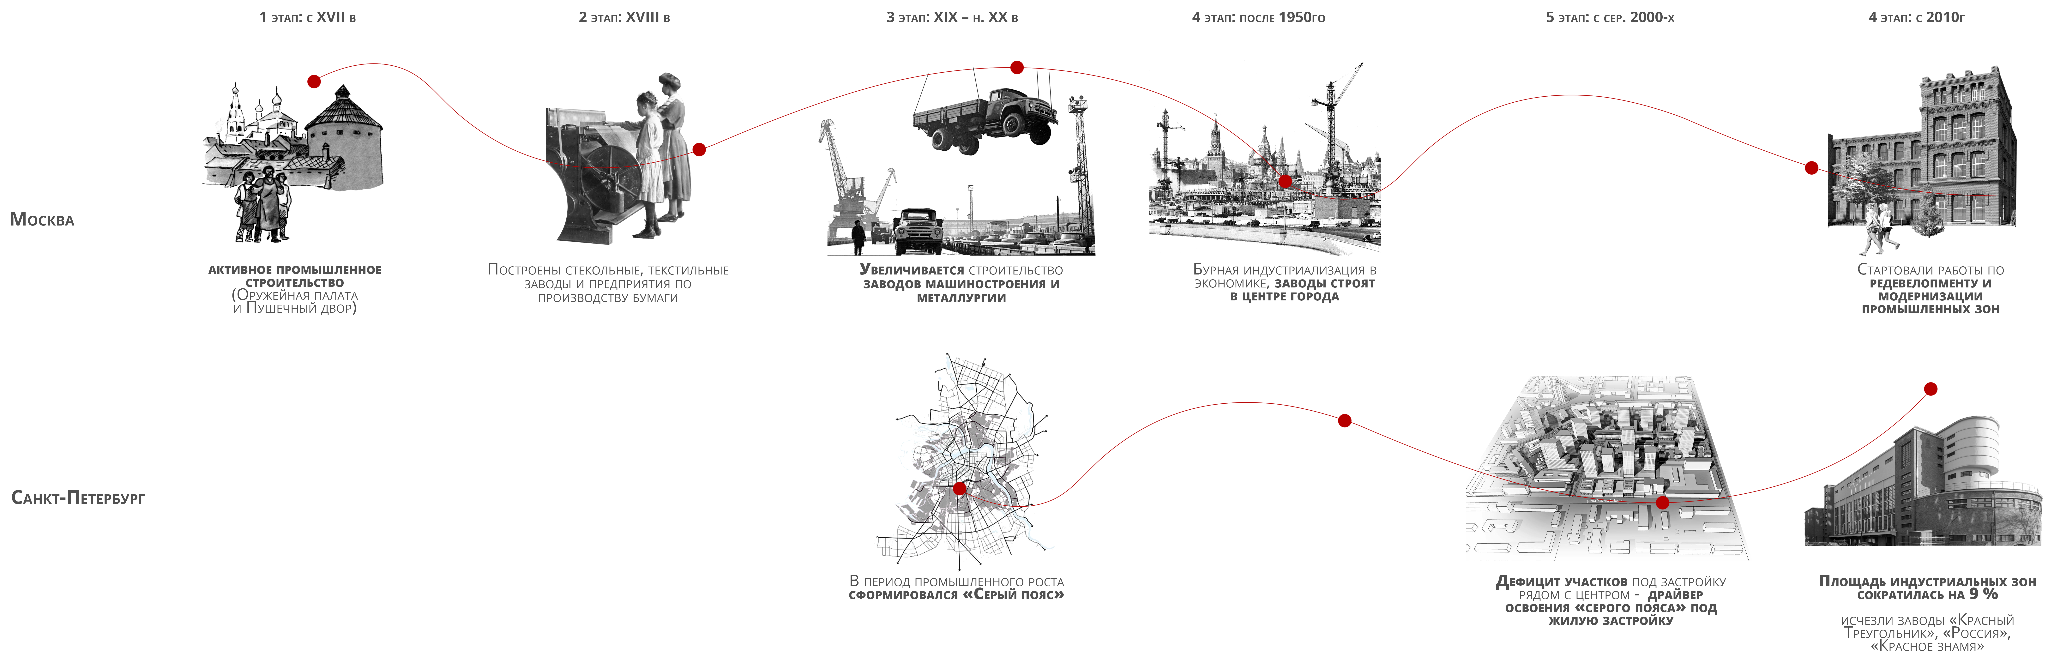 1 этап: с XVII в
2 этап: XVIII в
3 этап: XIX – н. XX в
4 этап: после 1950го
5 этап: с сер. 2000-х
4 этап: с 2010г
Москва
активное промышленное
строительство
(Оружейная палата
и Пушечный двор)
Построены стекольные, текстильные
заводы и предприятия по
производству бумаги
Увеличивается строительство
заводов машиностроения и
металлургии
Бурная индустриализация в
экономике, заводы строят
в центре города
Стартовали работы по
редевелопменту и
модернизации
промышленных зон
Санкт-Петербург
В период промышленного роста
сформировался «Серый пояс»
Дефицит участков под застройку
рядом с центром - драйвер
освоения «серого пояса» под
жилую застройку
Площадь индустриальных зон
сократилась на 9 %
исчезли заводы «Красный
Треугольник», «Россия»,
«Красное знамя»